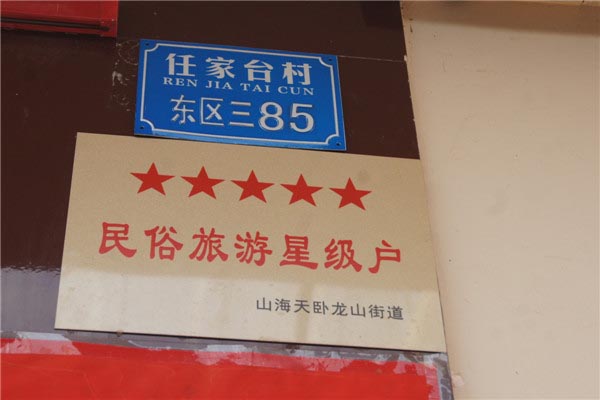 任家台村
REN JIA TAI CUN
东区三85
★★★★★
民俗旅游星级户
山海天卧龙山街道